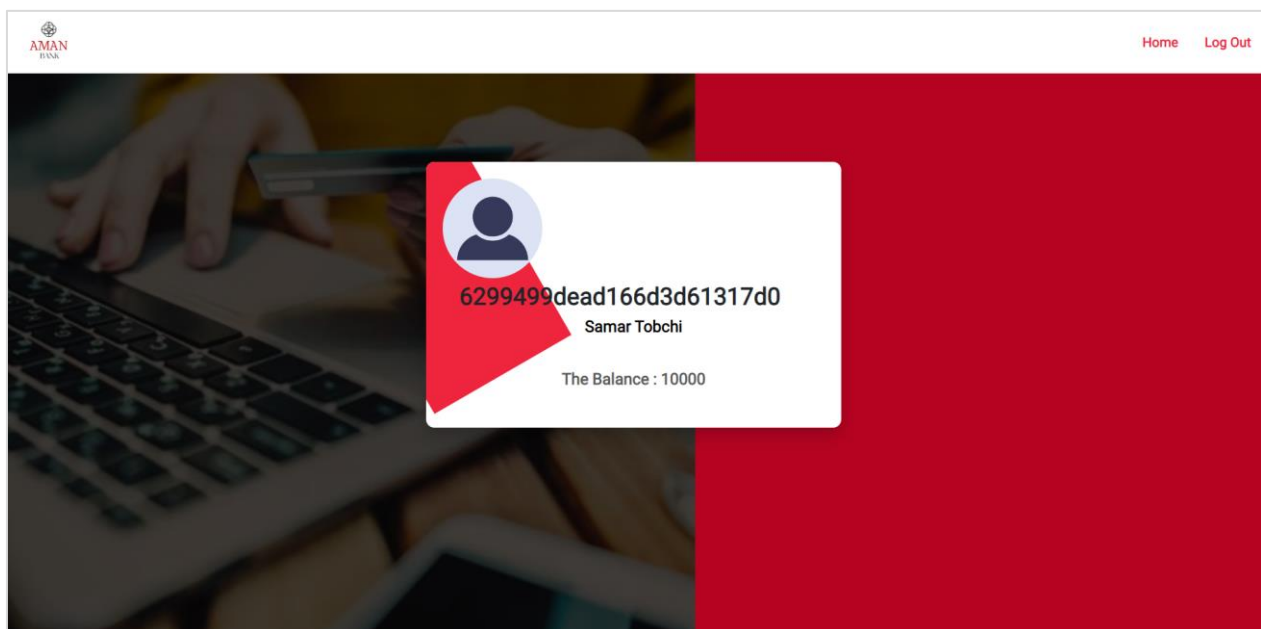 AMAN
BANK
Home
Log Out
6299499dead166d3d61317d0
Samar Tobchi
The Balance : 10000